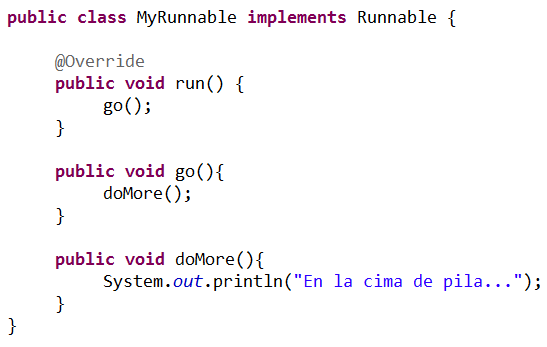 public class MyRunnable implements Runnable {
@Override
public void run() {
go();
}
public void go(){
doMore();
}
public void doMore(){
System.out.println("En la cima de pila...");
}
}